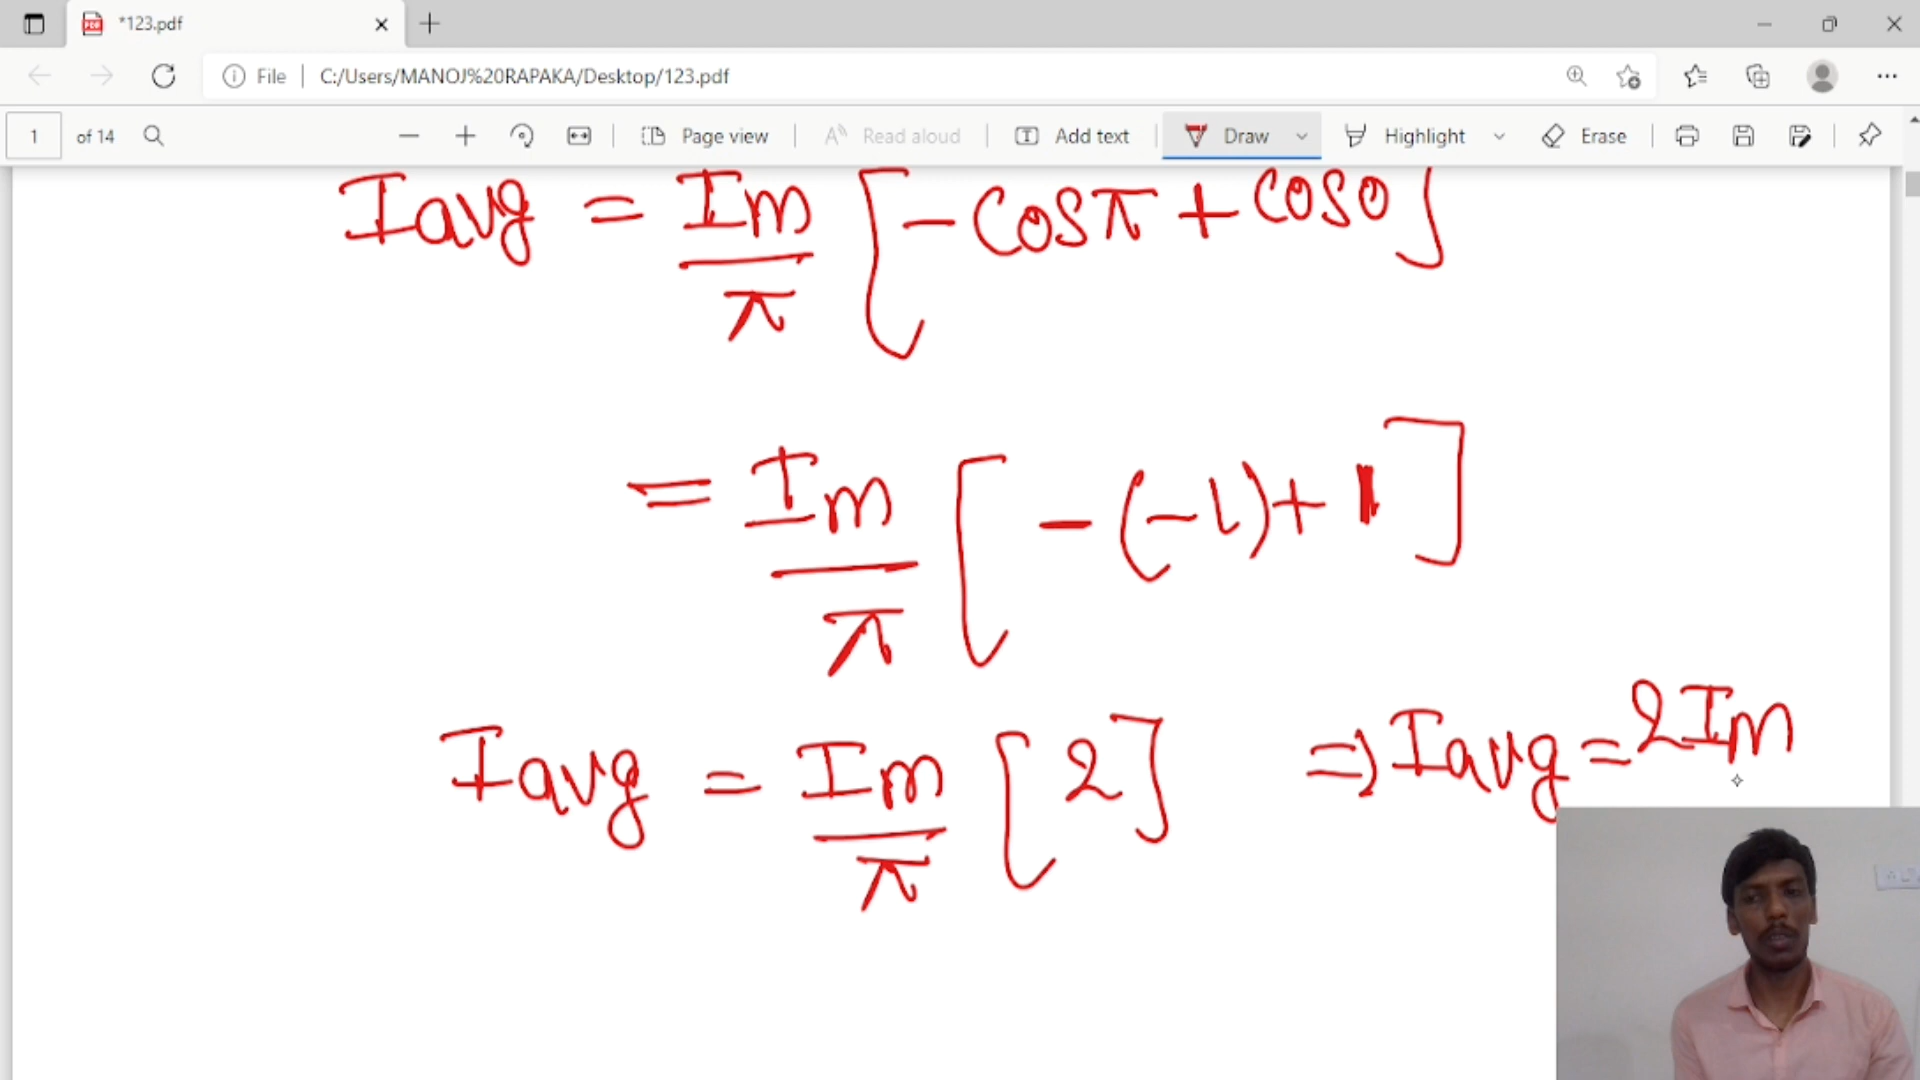 *123.pdf
File C:/Users/MANOJ%20RAPAKA/Desktop/123.pdf
1 of 14 Page view Read aloud Add text Draw Highlight Erase
Iavg = Im/π [-cosπ + cos0]
= Im/π [-(-1)+1]
Iavg = Im/π [2] ⇒ Iavg = 2Im